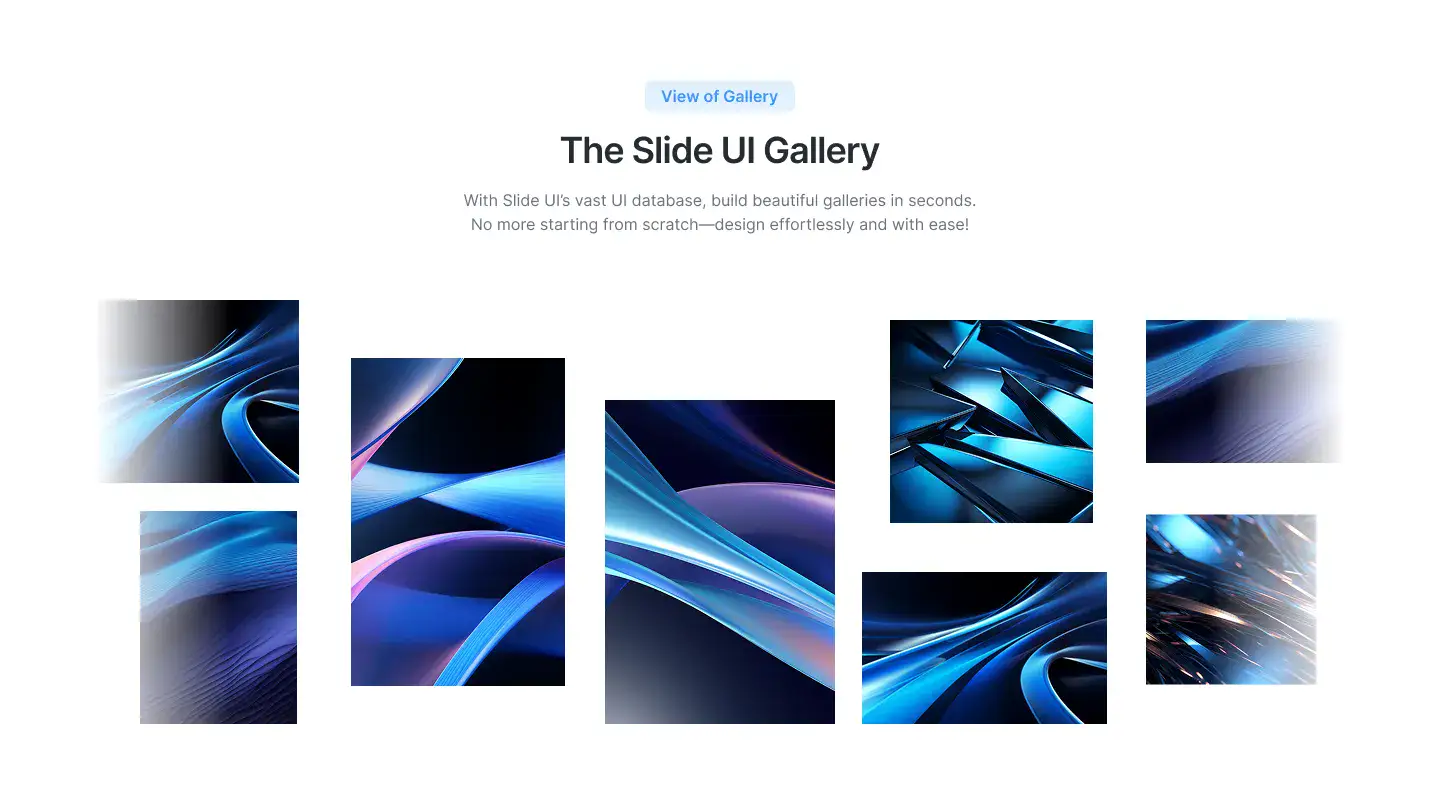 View of Gallery
The Slide UI Gallery
With Slide UI’s vast UI database, build beautiful galleries in seconds.
No more starting from scratch—design effortlessly and with ease!